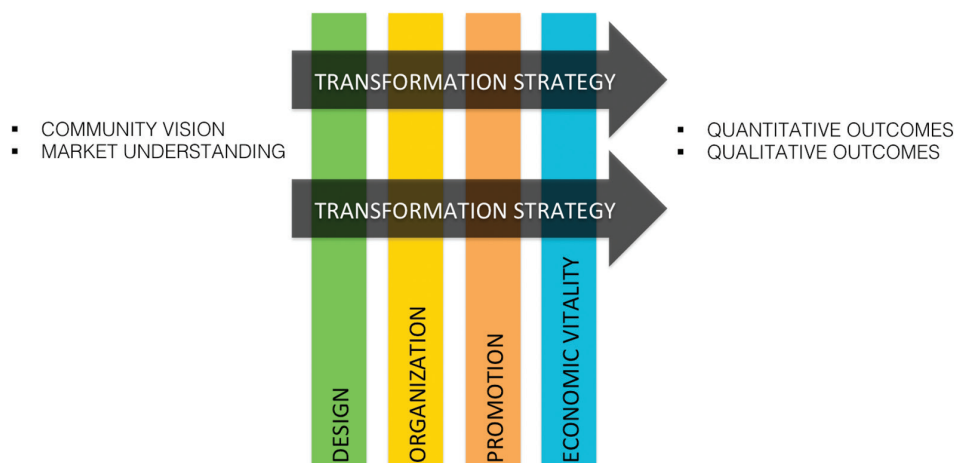 TRANSFORMATION STRATEGY
▪ COMMUNITY VISION
▪ MARKET UNDERSTANDING
▪ QUANTITATIVE OUTCOMES
▪ QUALITATIVE OUTCOMES
TRANSFORMATION STRATEGY
DESIGN
ORGANIZATION
PROMOTION
ECONOMIC VITALITY